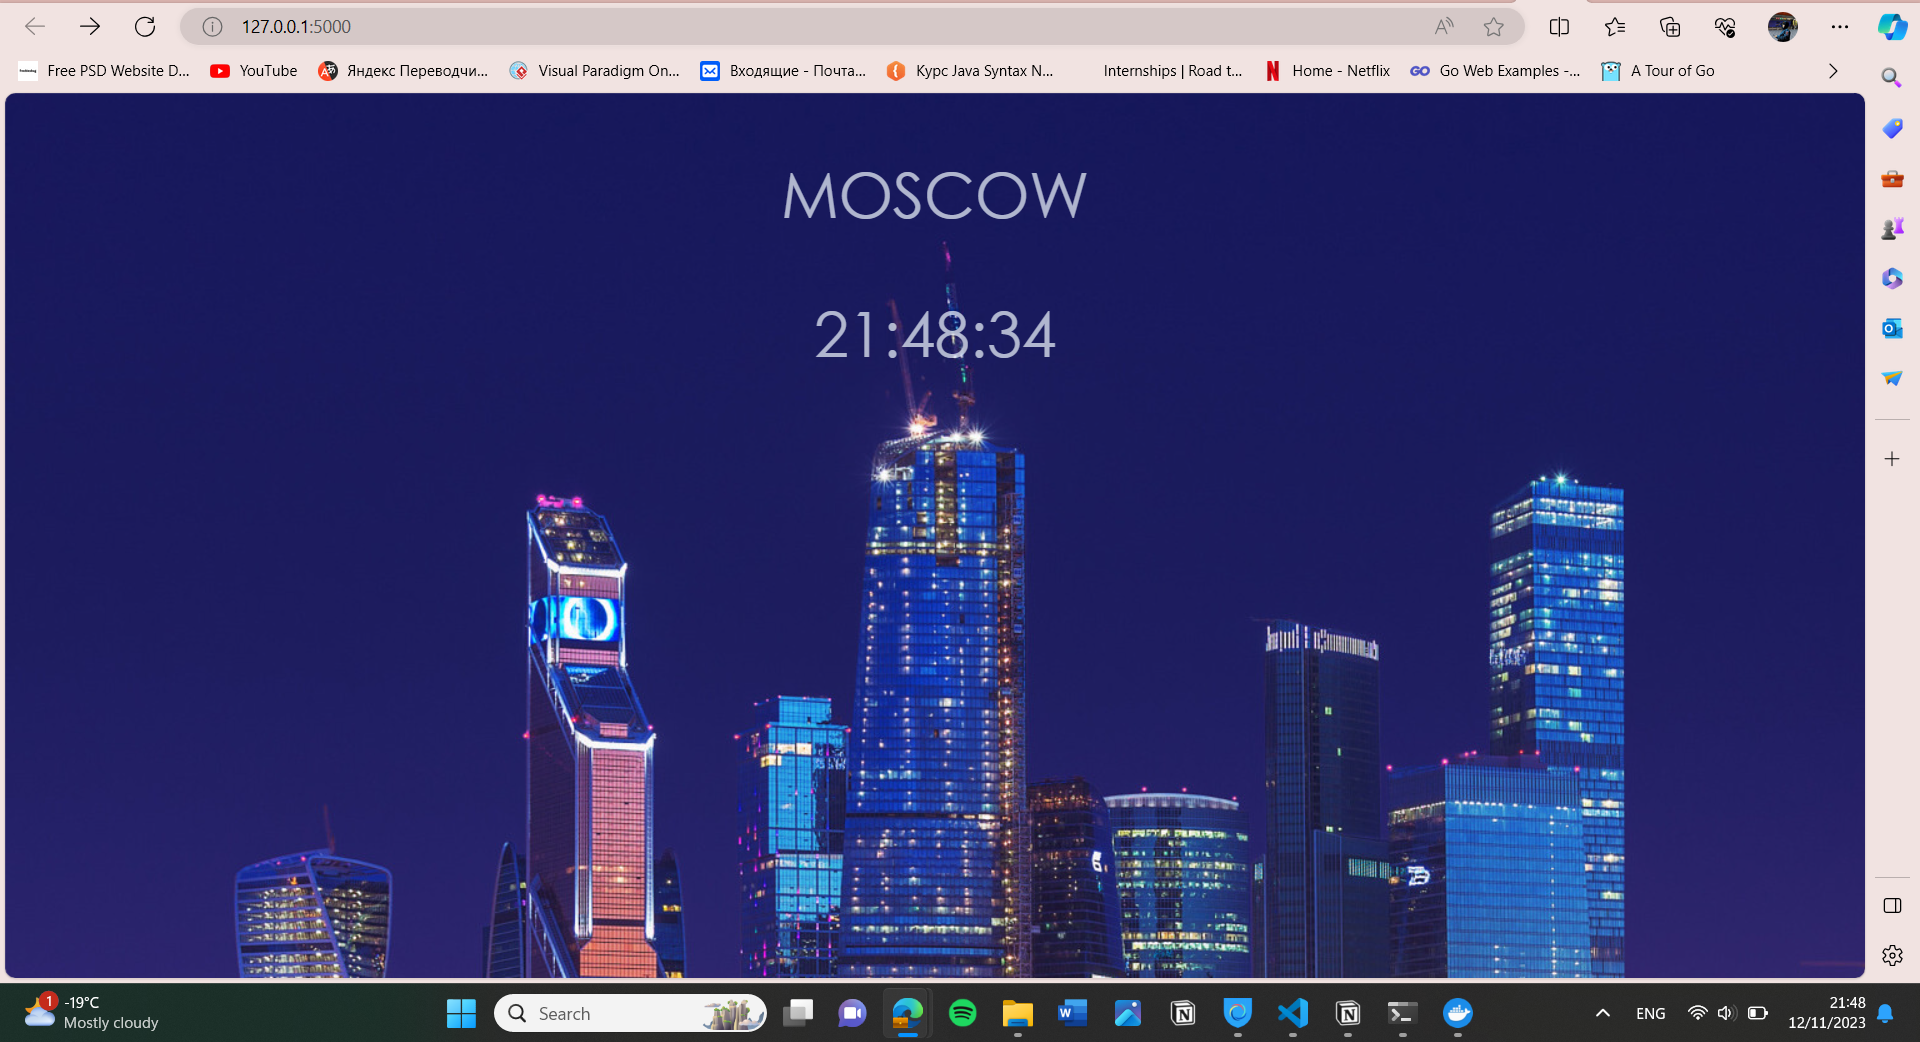 127.0.0.1:5000
Free PSD Website D...
YouTube
Яндекс Переводчи...
Visual Paradigm On...
Входящие - Почта...
Курс Java Syntax N...
Internships | Road t...
Home - Netflix
GO
Go Web Examples -...
A Tour of Go
MOSCOW
21:48:34
1
-19°C
Mostly cloudy
Search
ENG
21:48
12/11/2023